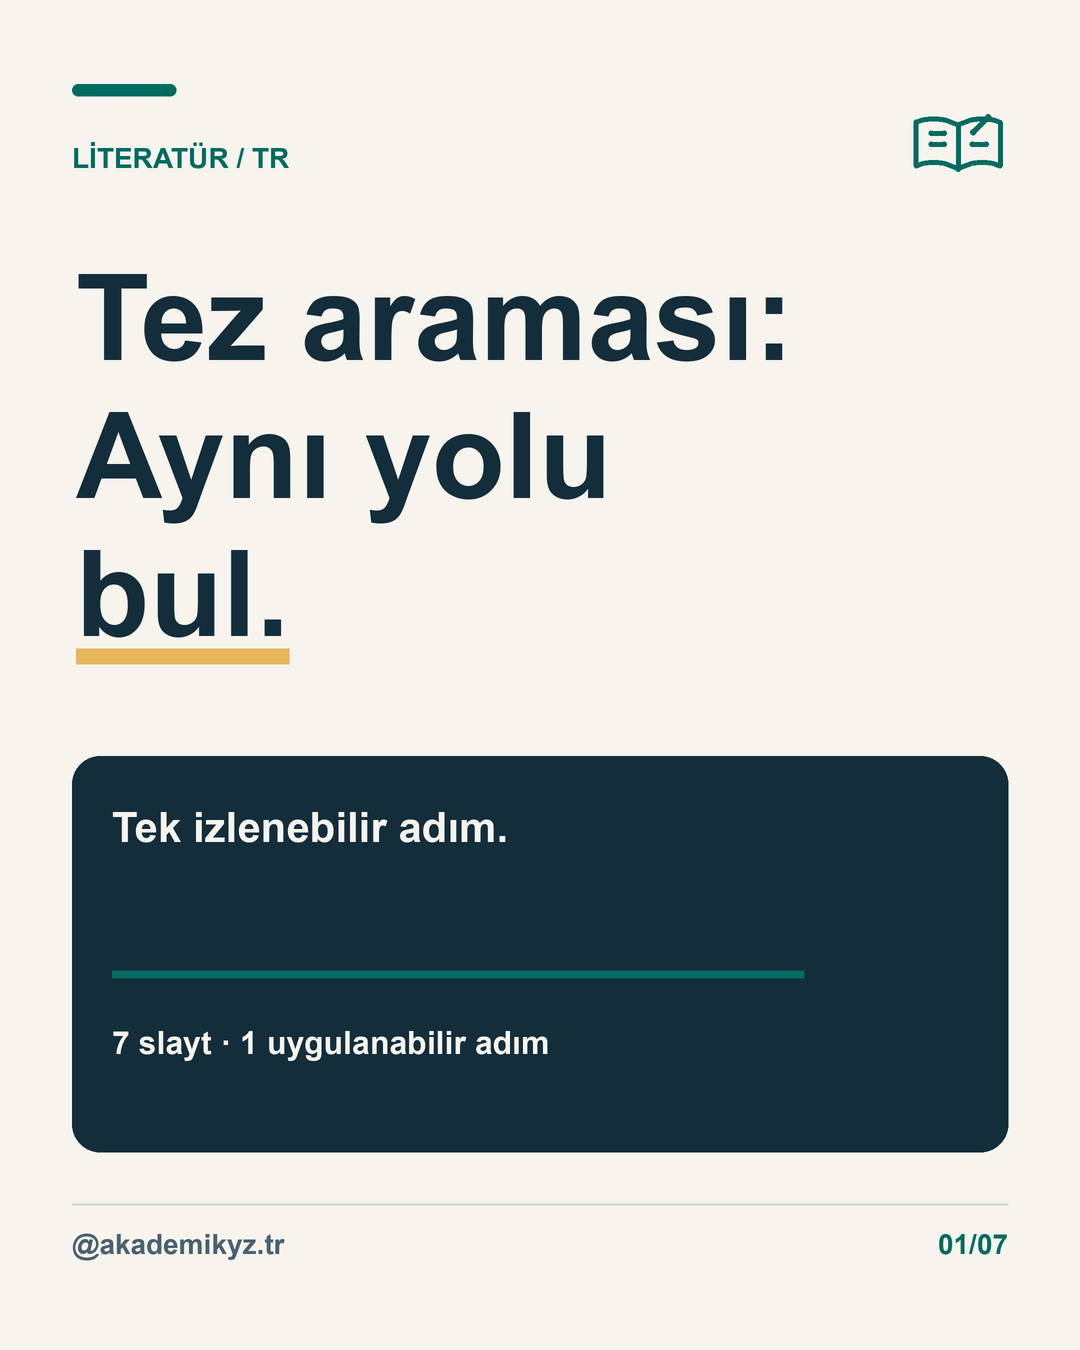 LİTERATÜR / TR
Tez araması:
Aynı yolu
bul.
Tek izlenebilir adım.
7 slayt · 1 uygulanabilir adım
@akademikyz.tr
01/07